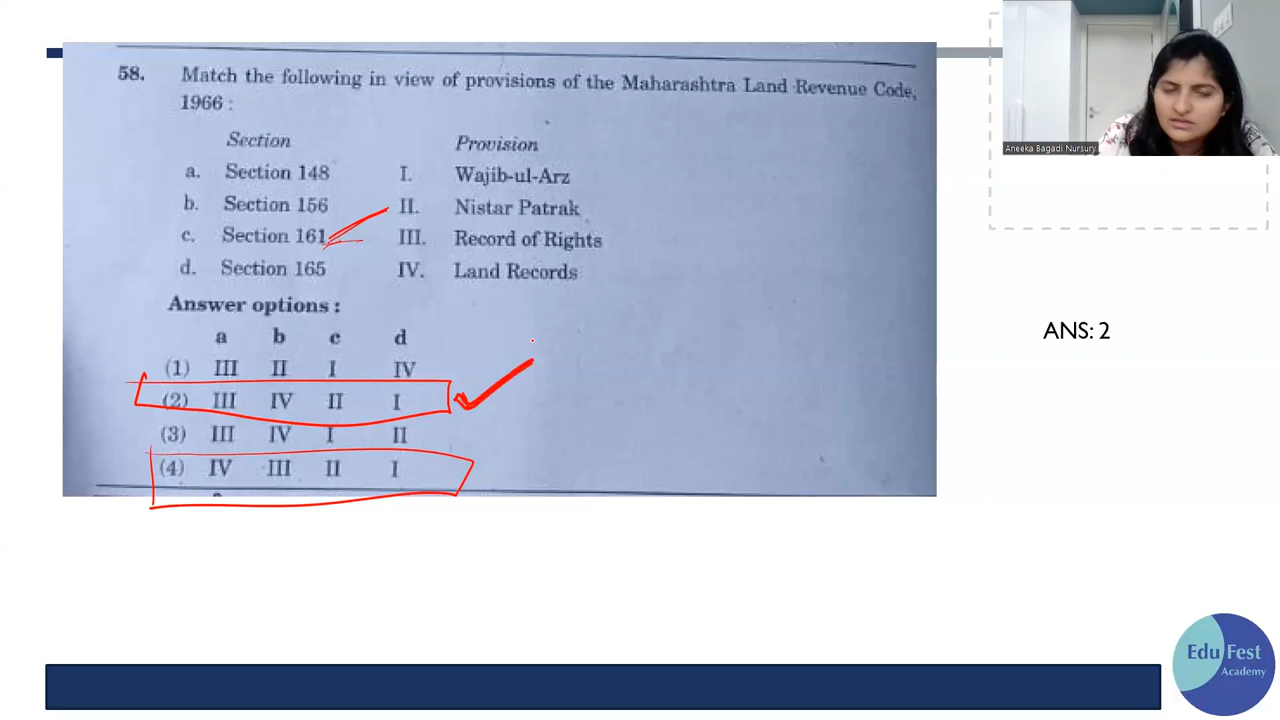 58. Match the following in view of provisions of the Maharashtra Land Revenue Code,
1966 :
Section Provision
a. Section 148 I. Wajib-ul-Arz
b. Section 156 II. Nistar Patrak
c. Section 161 III. Record of Rights
d. Section 165 IV. Land Records
Answer options :
a b c d
(1) III II I IV
(2) III IV II I
(3) III IV I II
(4) IV III II I
Aneeka Bagadi Nursury
ANS: 2
Edu Fest
Academy